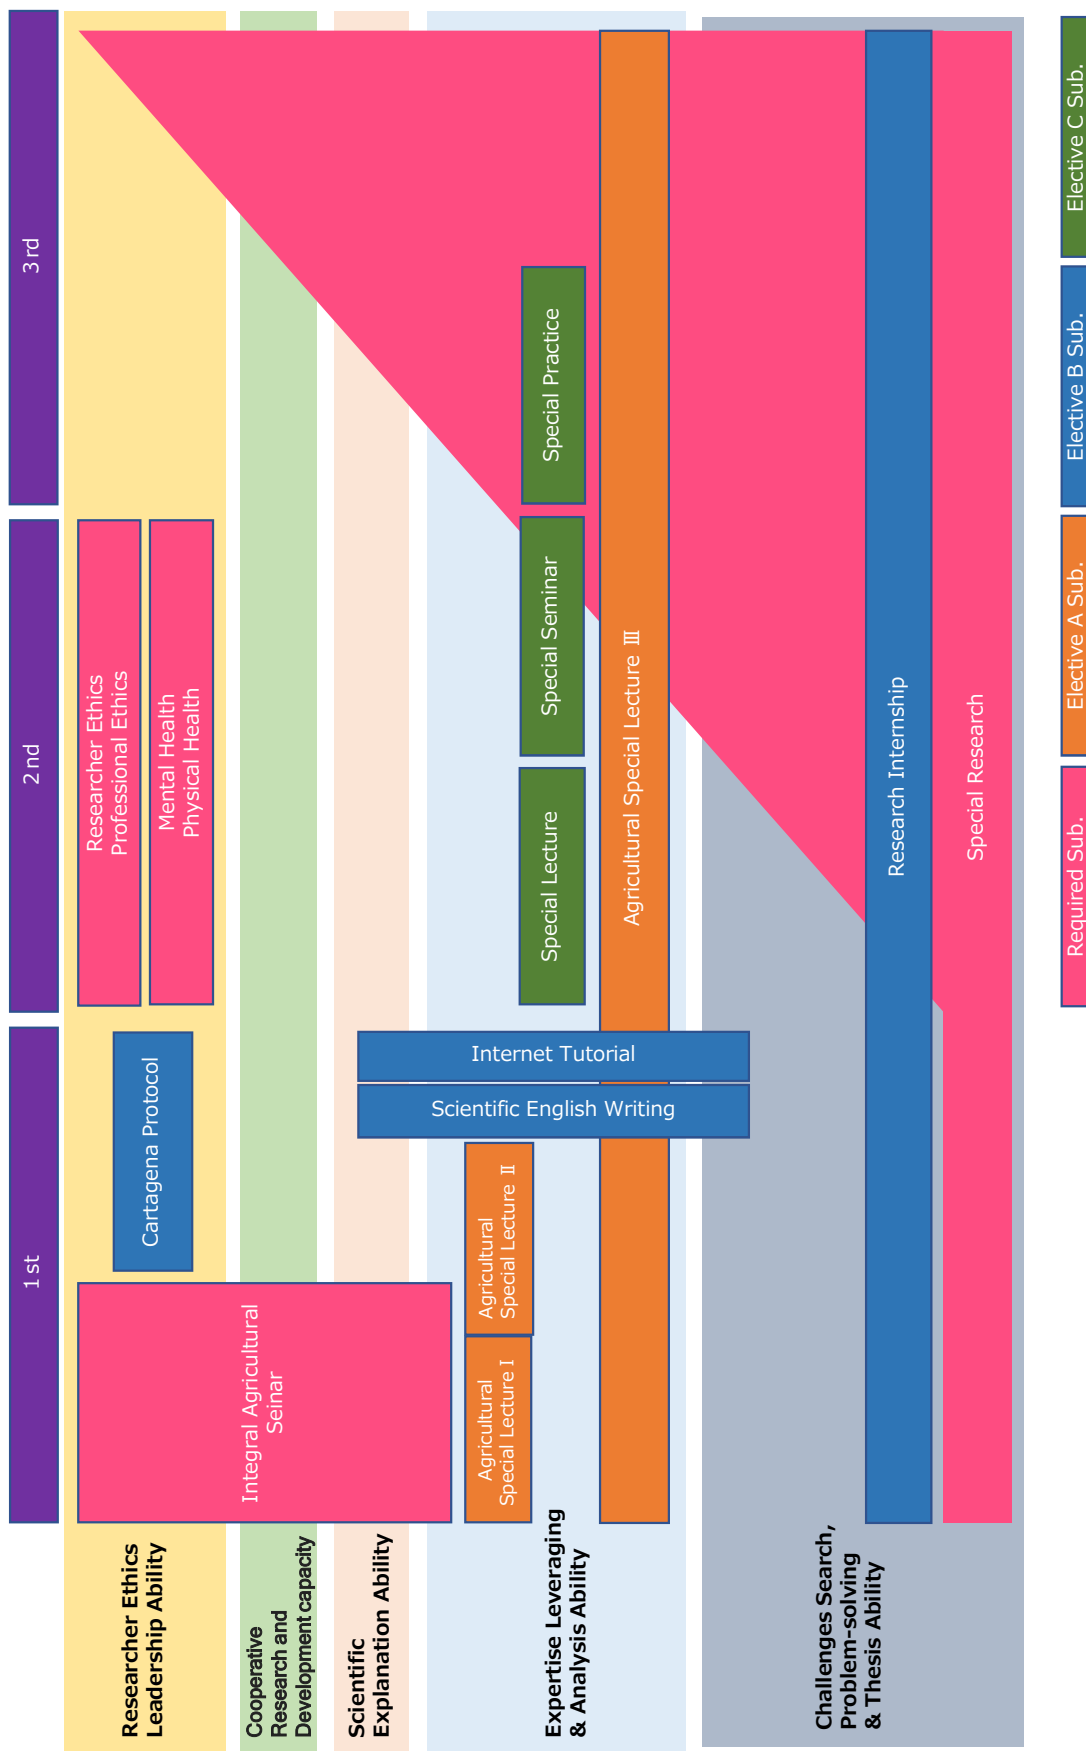 1st
2nd
3rd
Researcher Ethics
Leadership Ability
Integral Agricultural
Seinar
Cartagena Protocol
Researcher Ethics
Professional Ethics
Mental Health
Physical Health
Cooperative
Research and
Development capacity
Scientific
Explanation Ability
Expertise Leveraging
& Analysis Ability
Agricultural
Special Lecture Ⅰ
Agricultural
Special Lecture Ⅱ
Scientific English Writing
Internet Tutorial
Special Lecture
Special Seminar
Special Practice
Agricultural Special Lecture Ⅲ
Challenges Search,
Problem-solving
& Thesis Ability
Research Internship
Special Research
Required Sub.
Elective A Sub.
Elective B Sub.
Elective C Sub.